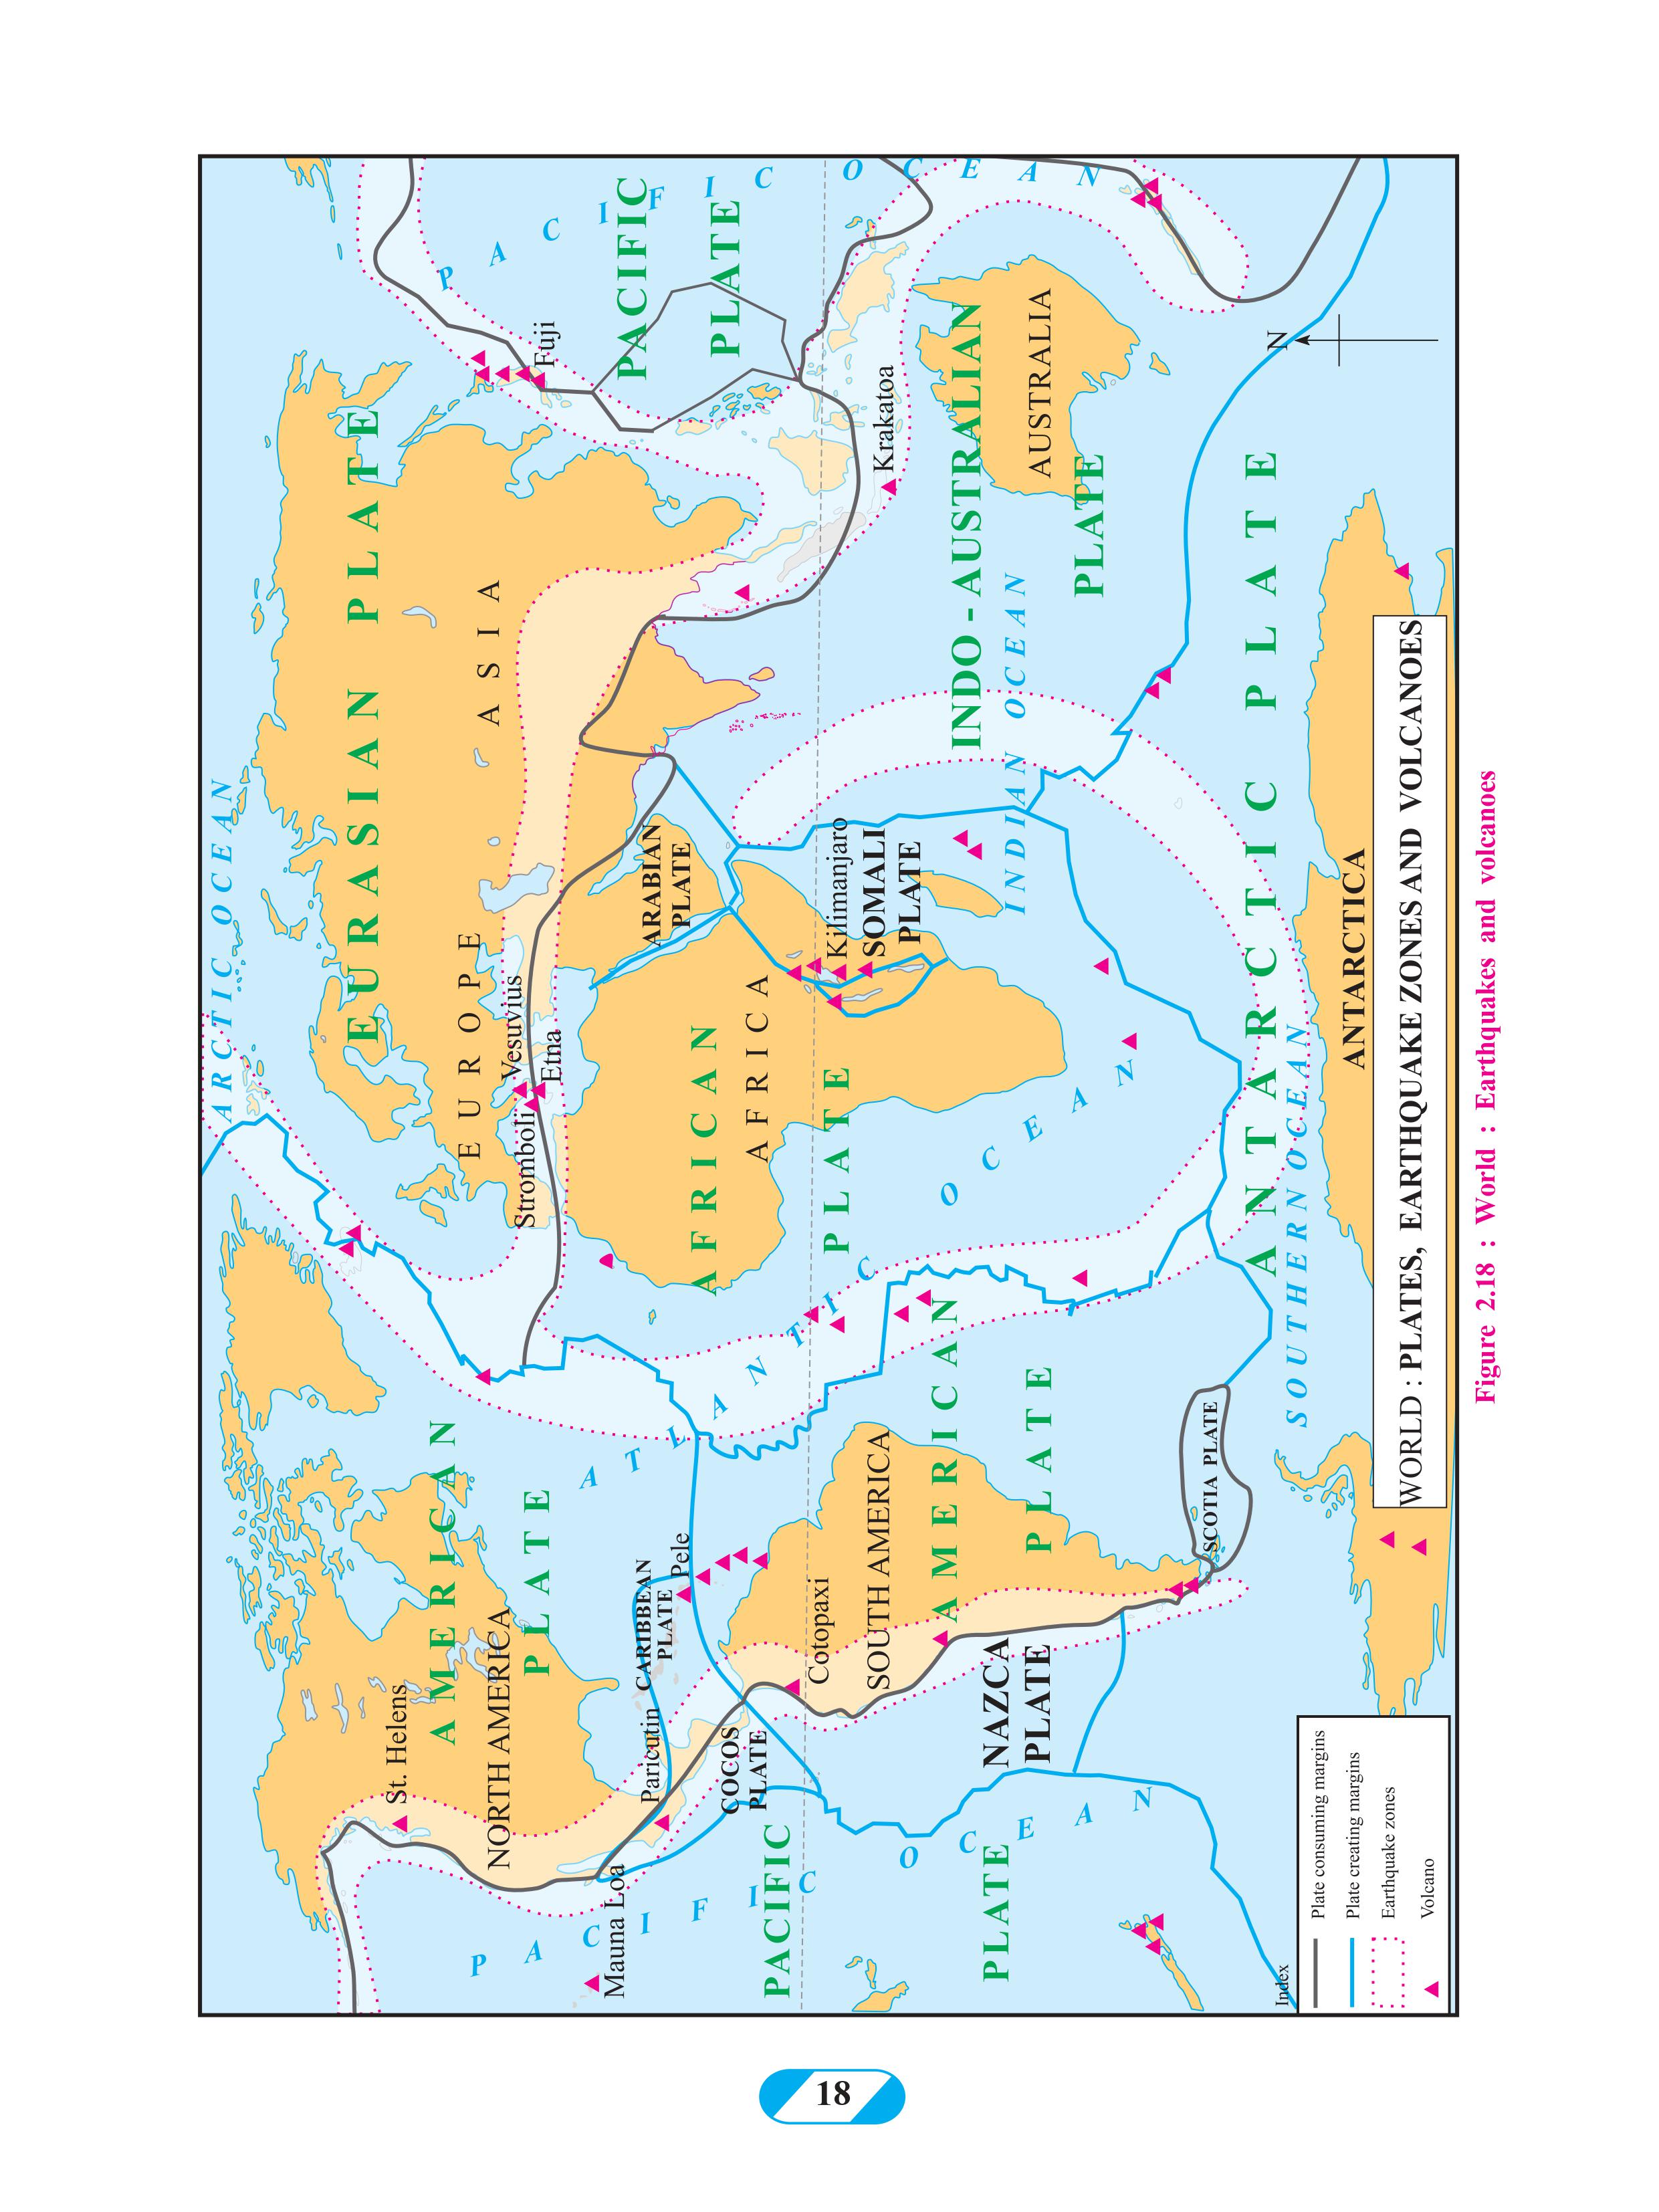 ARCTIC OCEAN
EURASIAN PLATE
EUROPE
ASIA
AMERICAN
PLATE
NORTH AMERICA
St. Helens
Vesuvius
Stromboli
Etna
Fuji
PACIFIC
PLATE
PACIFIC OCEAN
Mauna Loa
Paricutin
CARIBBEAN
PLATE
Pele
COCOS
PLATE
ATLANTIC OCEAN
ARABIAN
PLATE
AFRICAN
PLATE
AFRICA
Kilimanjaro
SOMALI
PLATE
Krakatoa
INDO - AUSTRALIAN
PLATE
AUSTRALIA
INDIAN OCEAN
PACIFIC
PLATE
PACIFIC OCEAN
Cotopaxi
SOUTH AMERICA
AMERICAN
PLATE
NAZCA
PLATE
SCOTIA PLATE
ANTARCTIC PLATE
SOUTHERN OCEAN
ANTARCTICA
N
Index
Plate consuming margins
Plate creating margins
Earthquake zones
Volcano
WORLD : PLATES, EARTHQUAKE ZONES AND VOLCANOES
Figure 2.18 : World : Earthquakes and volcanoes
18